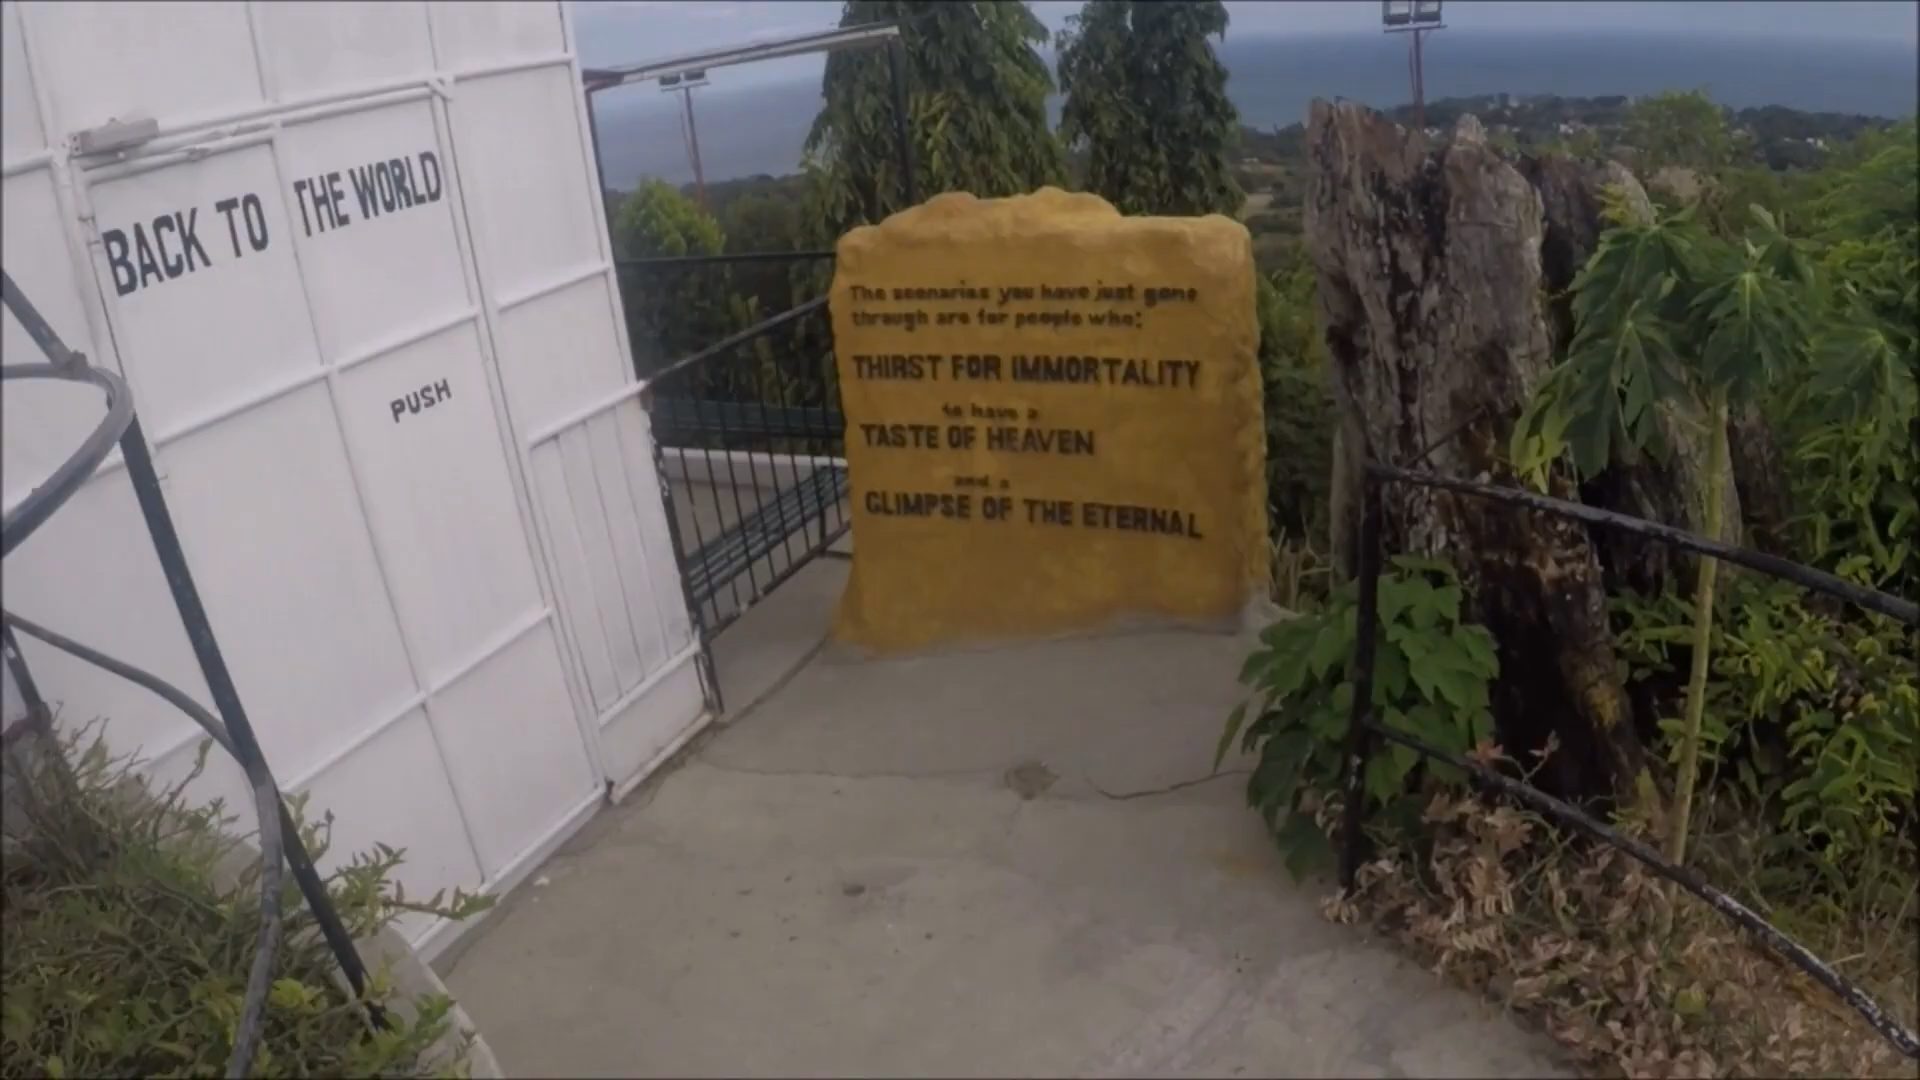 BACK TO THE WORLD
PUSH
The scenarios you have just gone
through are for people who:
THIRST FOR IMMORTALITY
to have a
TASTE OF HEAVEN
and a
GLIMPSE OF THE ETERNAL